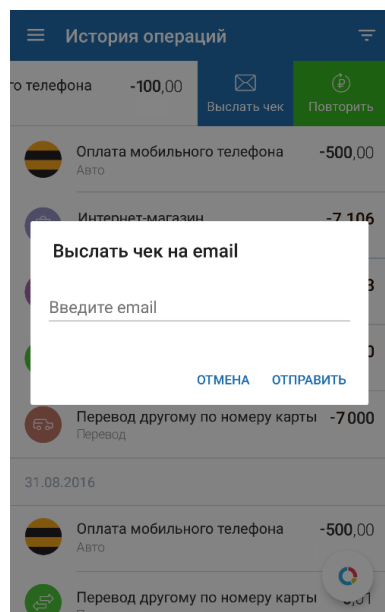 История операций
го телефона -100,00
Выслать чек
Повторить
Оплата мобильного телефона -500,00
Авто
Интернет-магазин -7 106
Выслать чек на email
Введите email
ОТМЕНА ОТПРАВИТЬ
Перевод другому по номеру карты -7 000
Перевод
31.08.2016
Оплата мобильного телефона -500,00
Авто
Перевод другому по номеру карты